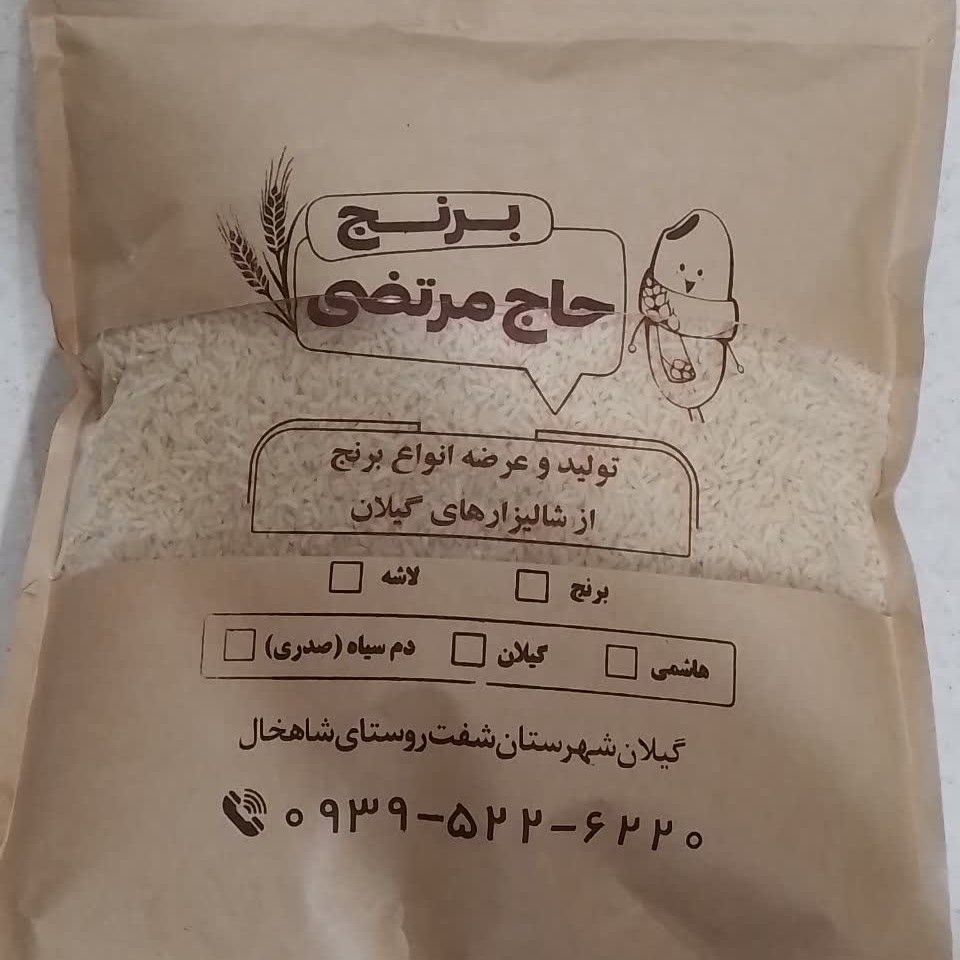 برنج
حاج مرتضی
تولید و عرضه انواع برنج
از شالیزارهای گیلان
برنج لاشه
هاشمی گیلان دم سیاه (صدری)
گیلان شهرستان شفت روستای شاهخال
۰۹۳۹-۵۲۲-۶۲۲۰